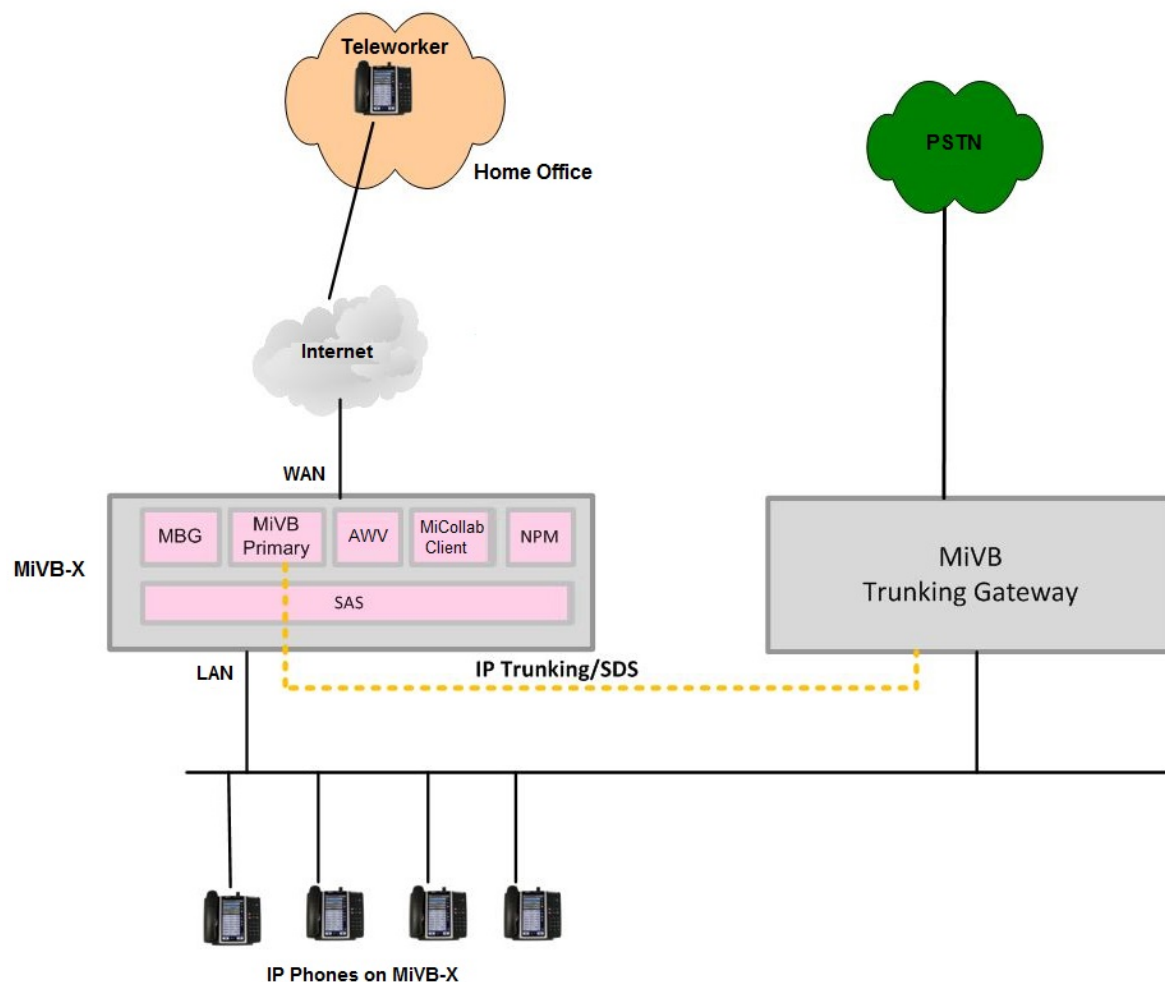 Teleworker
Home Office
PSTN
Internet
WAN
MBG
MiVB
Primary
AWV
MiCollab
Client
NPM
MiVB-X
SAS
MiVB
Trunking Gateway
LAN
IP Trunking/SDS
IP Phones on MiVB-X